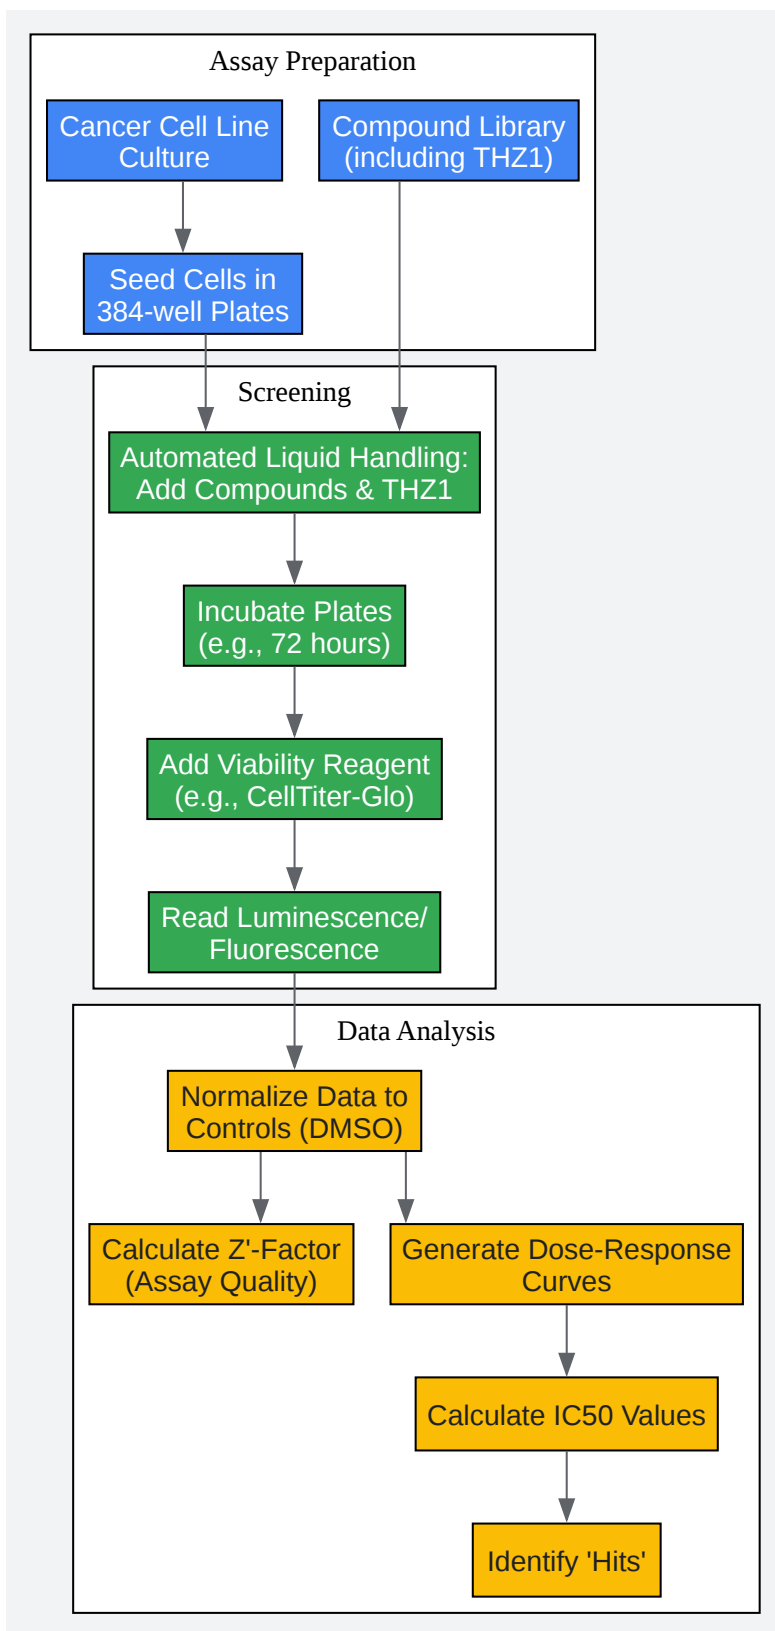 Assay Preparation
Cancer Cell Line
Culture
Compound Library
(including THZ1)
Seed Cells in
384-well Plates
Screening
Automated Liquid Handling:
Add Compounds & THZ1
Incubate Plates
(e.g., 72 hours)
Add Viability Reagent
(e.g., CellTiter-Glo)
Read Luminescence/
Fluorescence
Data Analysis
Normalize Data to
Controls (DMSO)
Calculate Z'-Factor
(Assay Quality)
Generate Dose-Response
Curves
Calculate IC50 Values
Identify 'Hits'